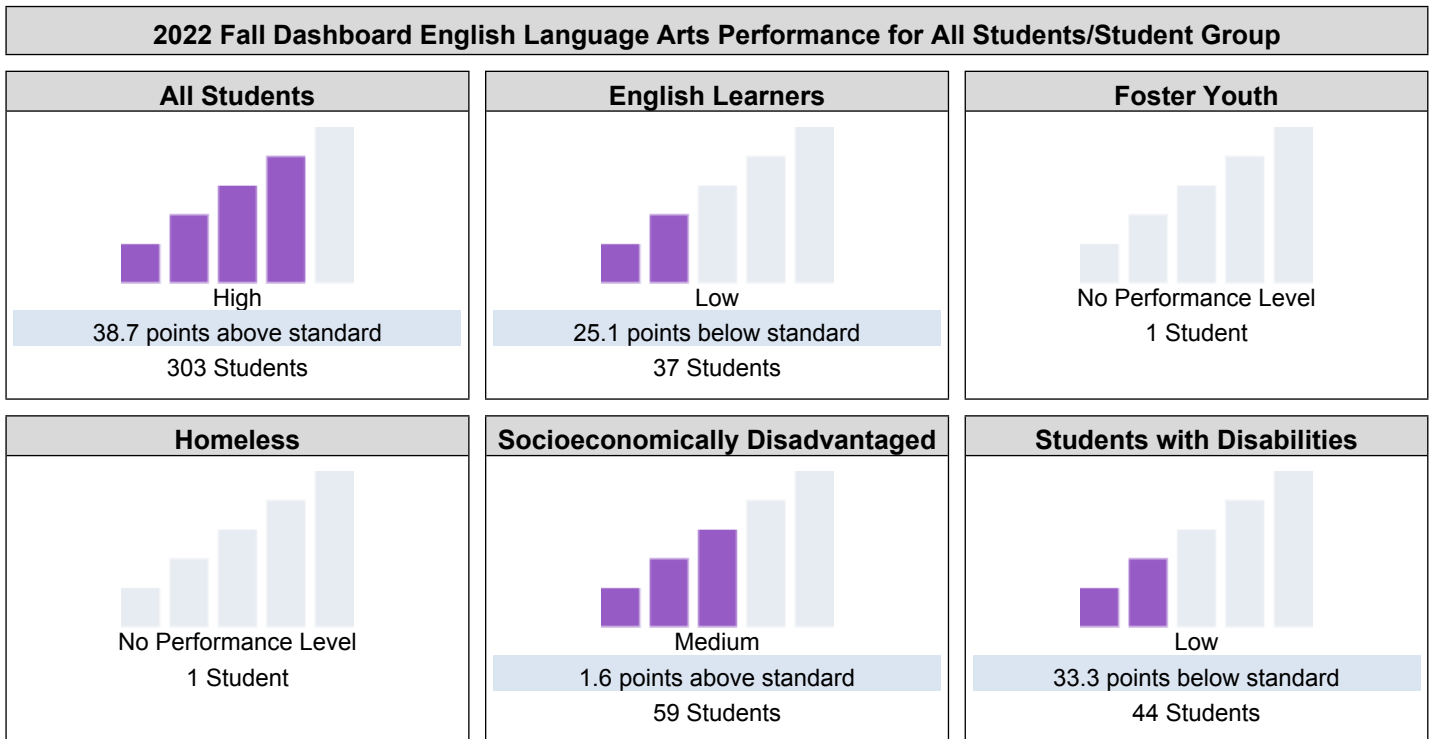 2022 Fall Dashboard English Language Arts Performance for All Students/Student Group
All Students
High
38.7 points above standard
303 Students
English Learners
Low
25.1 points below standard
37 Students
Foster Youth
No Performance Level
1 Student
Homeless
No Performance Level
1 Student
Socioeconomically Disadvantaged
Medium
1.6 points above standard
59 Students
Students with Disabilities
Low
33.3 points below standard
44 Students